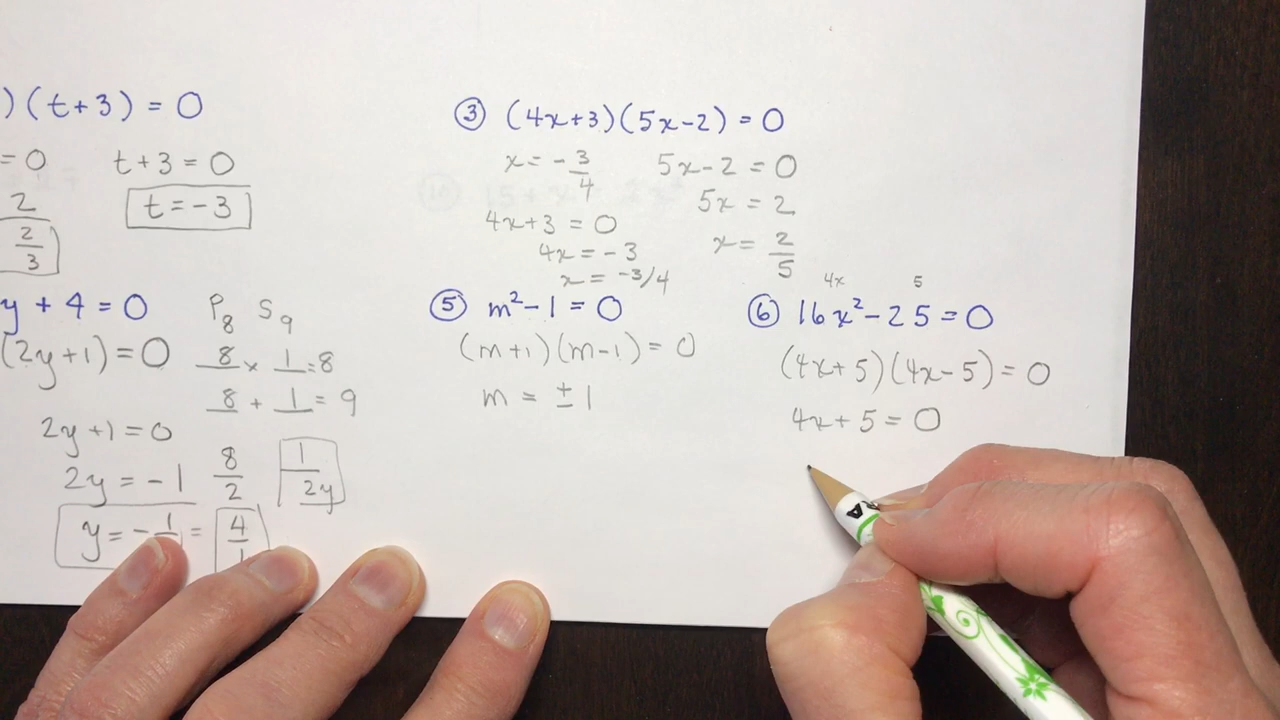 ) (t+3) = 0
= 0 t+3 = 0
2 t = -3
2/3
③ (4x+3)(5x-2) = 0
x = -3/4 5x-2 = 0
4x+3 = 0 5x = 2
4x = -3 x = 2/5
x = -3/4
y + 4 = 0 P8 S9
(2y+1) = 0 8 × 1 = 8
8 + 1 = 9
2y+1 = 0
2y = -1 8/2 1/2y
y = -1 = 4/1
⑤ m²-1 = 0
(m+1)(m-1) = 0
m = ±1
4x 5
⑥ 16x²-25 = 0
(4x+5)(4x-5) = 0
4x+5 = 0